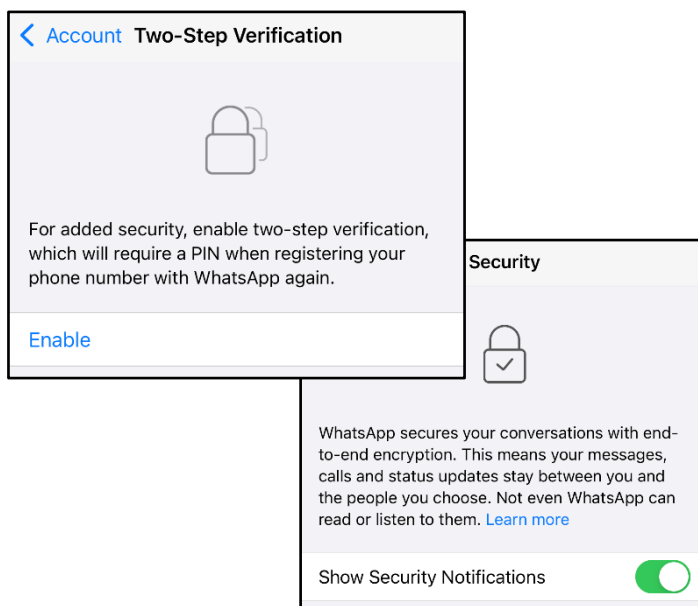 Account Two-Step Verification
For added security, enable two-step verification,
which will require a PIN when registering your
phone number with WhatsApp again.
Enable
Security
WhatsApp secures your conversations with end-
to-end encryption. This means your messages,
calls and status updates stay between you and
the people you choose. Not even WhatsApp can
read or listen to them. Learn more
Show Security Notifications